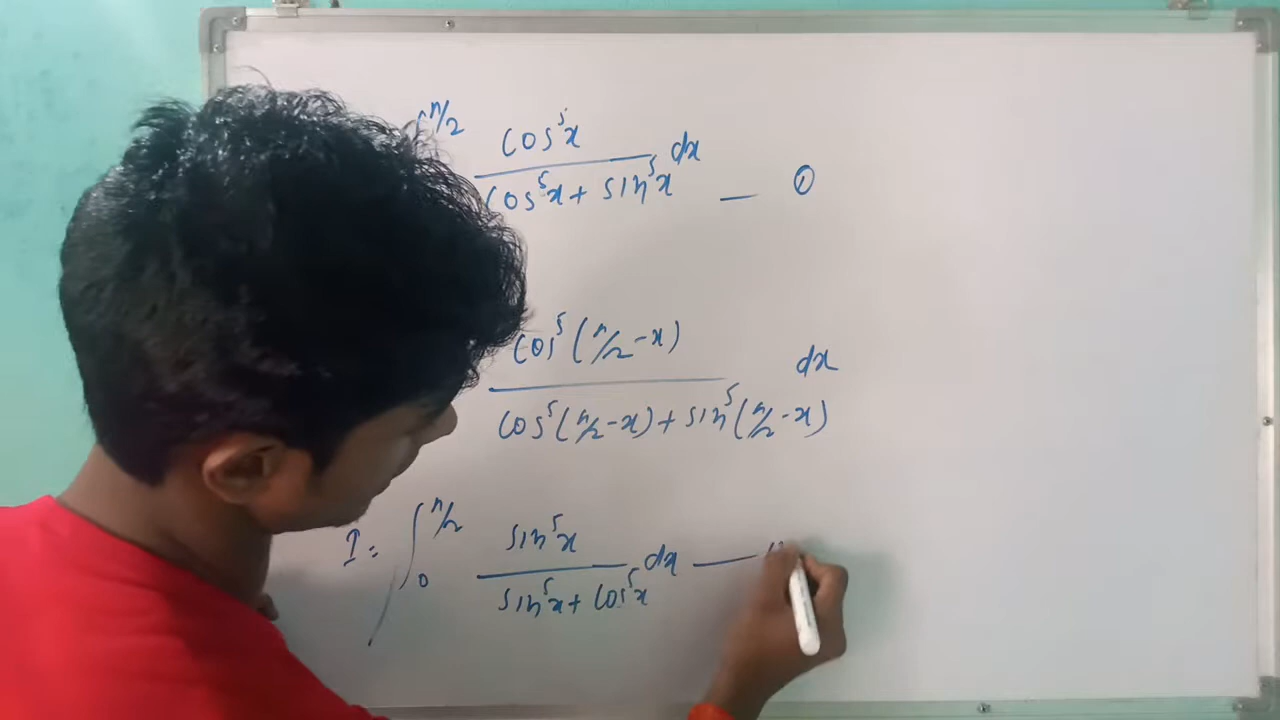 ∫ π/2 cos⁵x / cos⁵x + sin⁵x dx — ①
cos⁵(π/2 - x) / cos⁵(π/2 - x) + sin⁵(π/2 - x) dx
I = ∫₀ π/2 sin⁵x / sin⁵x + cos⁵x dx —